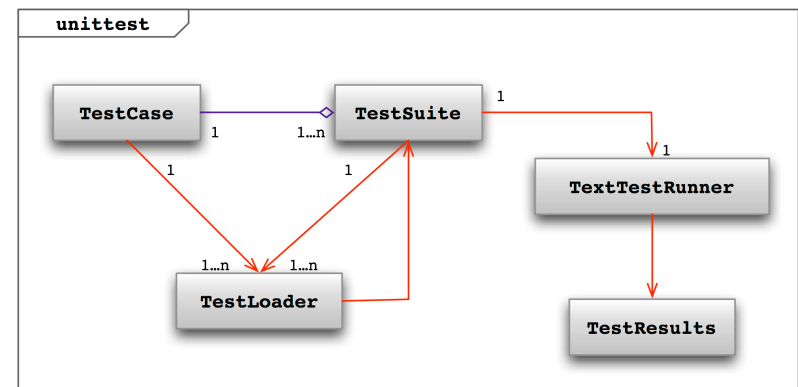 unittest
TestCase
TestSuite
1
1
1…n
1
1
1
TextTestRunner
1…n
1…n
TestLoader
TestResults